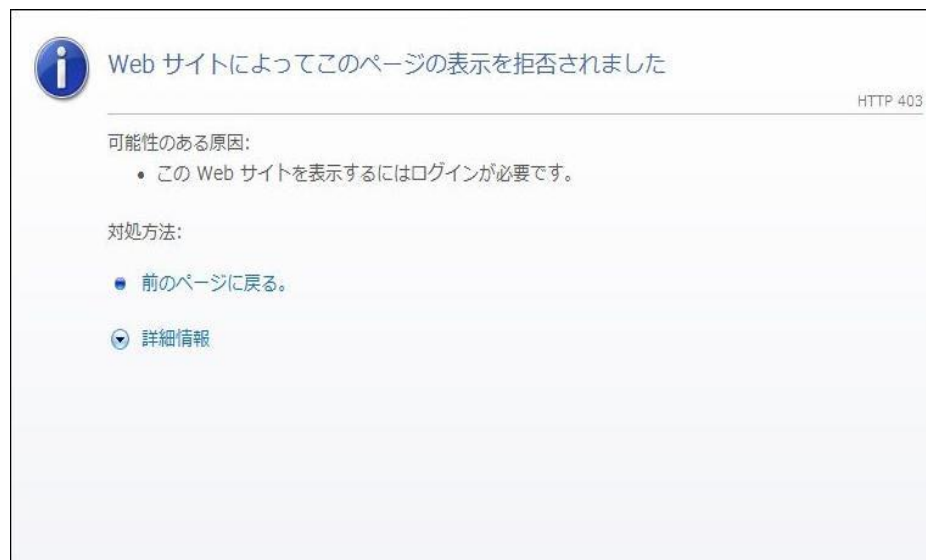 Web サイトによってこのページの表示を拒否されました
HTTP 403
可能性のある原因:
• この Web サイトを表示するにはログインが必要です。
対処方法:
前のページに戻る。
詳細情報